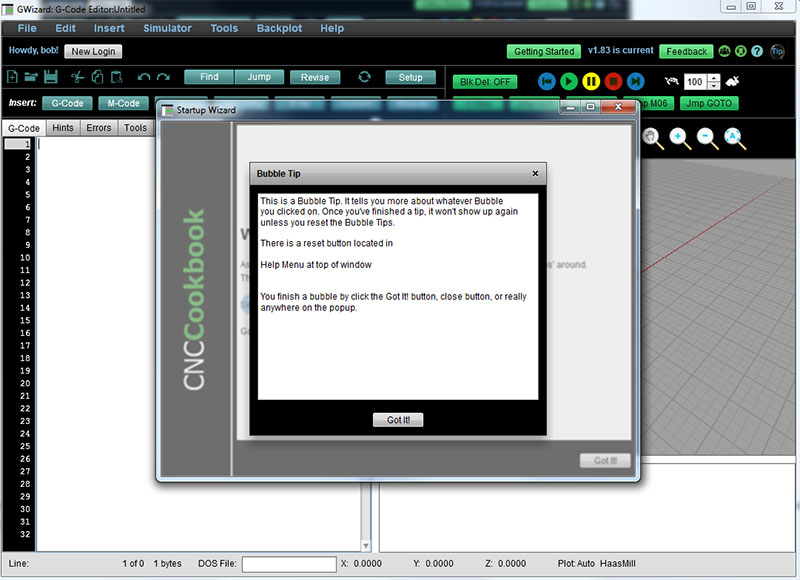 GWizard: G-Code Editor:Untitled
File Edit Insert Simulator Tools Backplot Help
Howdy, bob! New Login Getting Started v1.83 is current Feedback ? Tip
Find Jump Revise Setup Blk Del: OFF 100
Insert: G-Code M-Code M06 Jmp GOTO
Startup Wizard
G-Code Hints Errors Tools
1
2
3
4
5
6
7
8
9
10
11
12
13
14
15
16
17
18
19
20
21
22
23
24
25
26
27
28
29
30
31
32
CNCCookbook
Bubble Tip
This is a Bubble Tip. It tells you more about whatever Bubble
you clicked on. Once you've finished a tip, it won't show up again
unless you reset the Bubble Tips.
There is a reset button located in
Help Menu at top of window
You finish a bubble by click the Got It! button, close button, or really
anywhere on the popup.
Got It!
around.
Got It!
Line: 1 of 0 1 bytes DOS File: X: 0.0000 Y: 0.0000 Z: 0.0000 Plot: Auto HaasMill